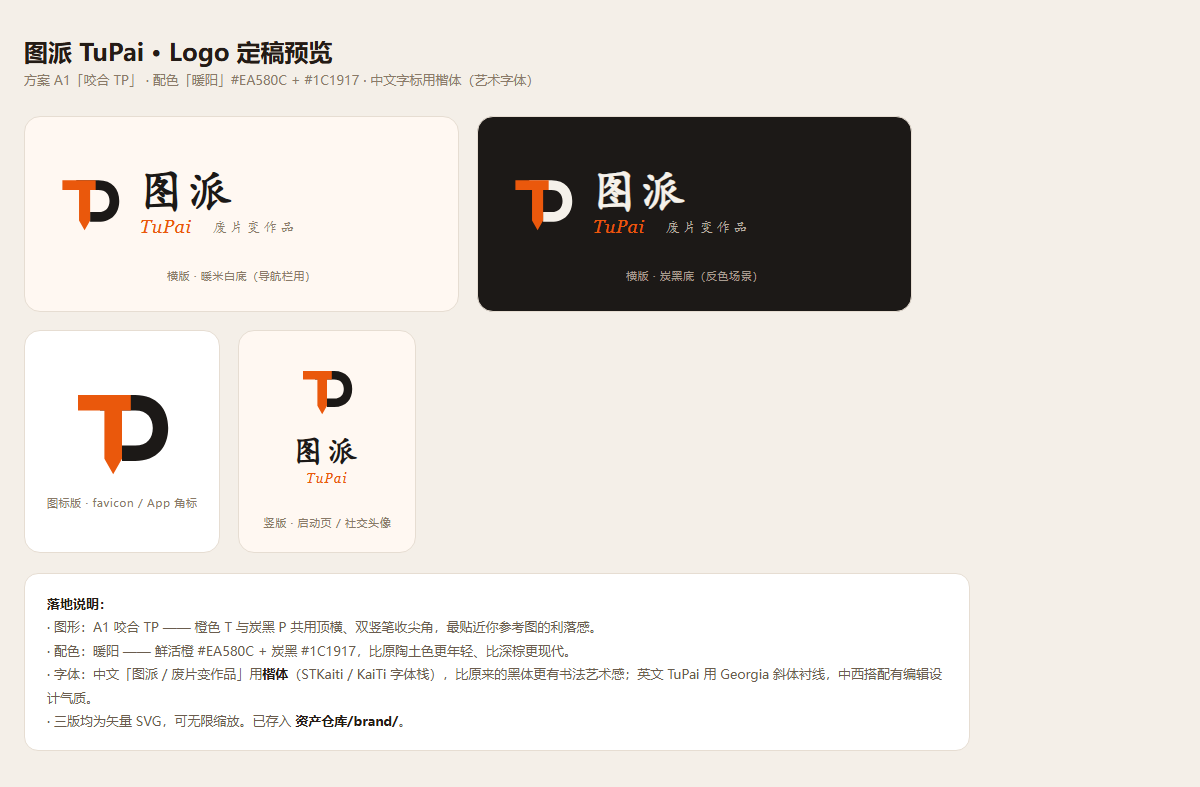 图派 TuPai • Logo 定稿预览
方案 A1「咬合 TP」 · 配色「暖阳」#EA580C + #1C1917 · 中文字标用楷体（艺术字体）
图派
TuPai 废片变作品
横版 · 暖米白底（导航栏用）
图派
TuPai 废片变作品
横版 · 炭黑底（反色场景）
图标版 · favicon / App 角标
图派
TuPai
竖版 · 启动页 / 社交头像
落地说明：
· 图形：A1 咬合 TP —— 橙色 T 与炭黑 P 共用顶横、双竖笔收尖角，最贴近你参考图的利落感。
· 配色：暖阳 —— 鲜活橙 #EA580C + 炭黑 #1C1917，比原陶土色更年轻、比深棕更现代。
· 字体：中文「图派 / 废片变作品」用楷体（STKaiti / KaiTi 字体栈），比原来的黑体更有书法艺术感；英文 TuPai 用 Georgia 斜体衬线，中西搭配有编辑设
计气质。
· 三版均为矢量 SVG，可无限缩放。已存入 资产仓库/brand/。